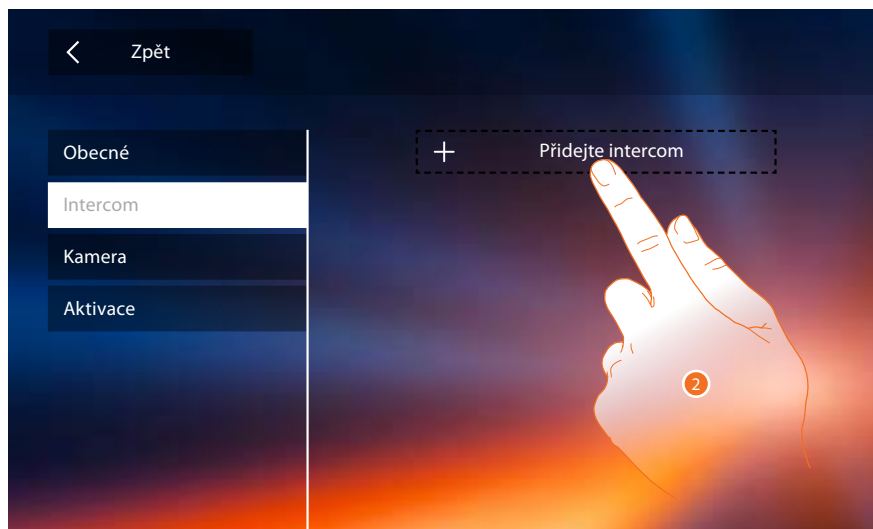 Zpět
Obecné
Intercom
Kamera
Aktivace
+ Přidejte intercom
2